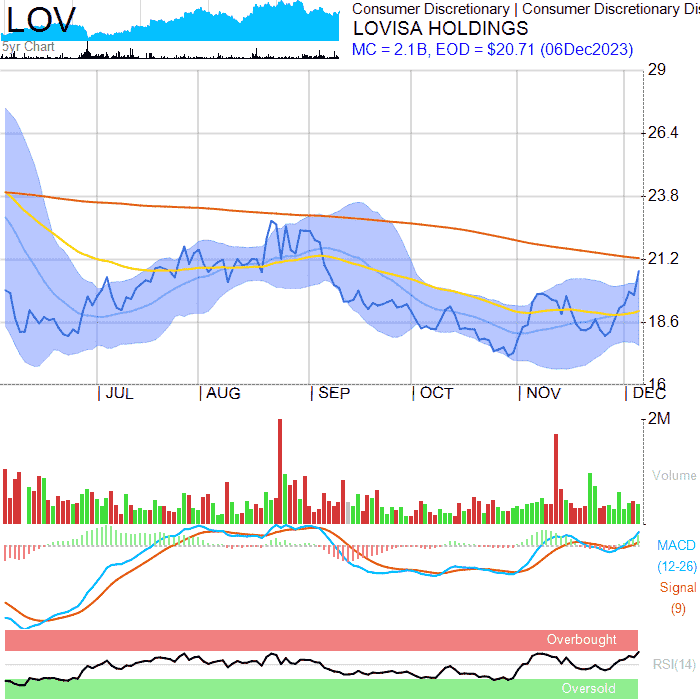 LOV
5yr Chart
Consumer Discretionary | Consumer Discretionary Dis
LOVISA HOLDINGS
MC = 2.1B, EOD = $20.71 (06Dec2023)
29
26.4
23.8
21.2
18.6
16
JUL AUG SEP OCT NOV DEC
2M
Volume
MACD
(12-26)
Signal
(9)
Overbought
RSI(14)
Oversold